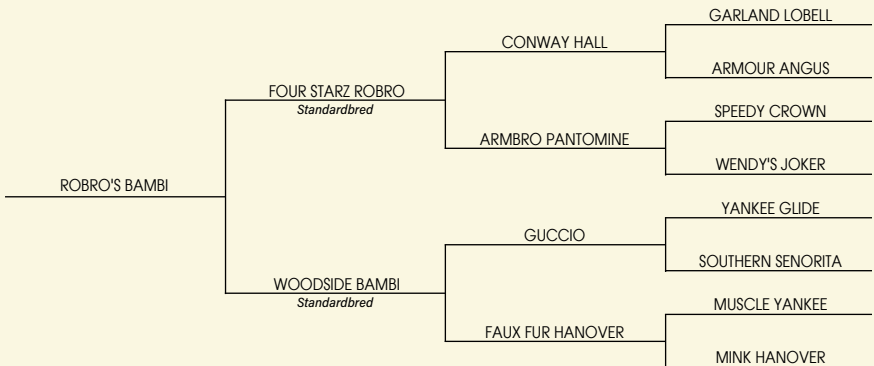 GARLAND LOBELL
CONWAY HALL
ARMOUR ANGUS
FOUR STARZ ROBRO
Standardbred
SPEEDY CROWN
ARMBRO PANTOMINE
WENDY'S JOKER
ROBRO'S BAMBI
YANKEE GLIDE
GUCCIO
SOUTHERN SENORITA
WOODSIDE BAMBI
Standardbred
MUSCLE YANKEE
FAUX FUR HANOVER
MINK HANOVER